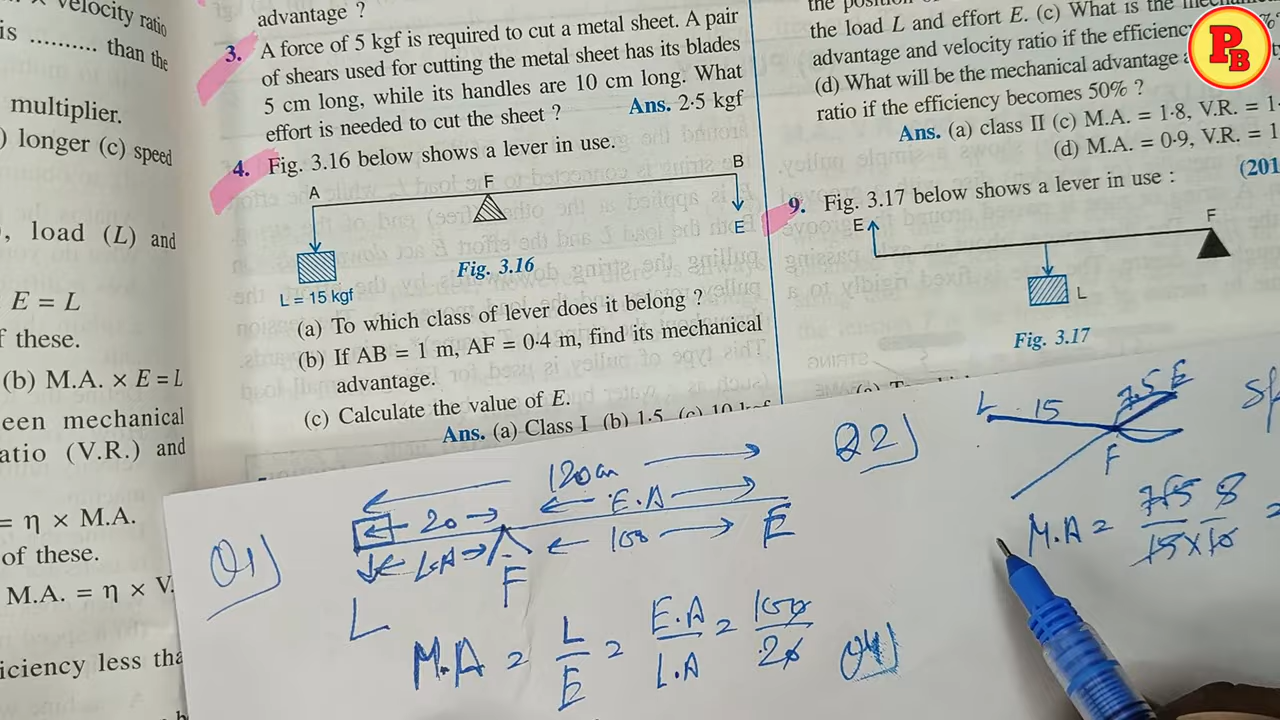 velocity ratio
is .......... than the
multiplier.
) longer (c) speed
, load (L) and
E = L
f these.
(b) M.A. × E = L
een mechanical
atio (V.R.) and
= η × M.A.
of these.
M.A. = η × V.
iciency less tha
advantage ?
3. A force of 5 kgf is required to cut a metal sheet. A pair
of shears used for cutting the metal sheet has its blades
5 cm long, while its handles are 10 cm long. What
effort is needed to cut the sheet ? Ans. 2·5 kgf
4. Fig. 3.16 below shows a lever in use.
A F B
E
L = 15 kgf
Fig. 3.16
(a) To which class of lever does it belong ?
(b) If AB = 1 m, AF = 0·4 m, find its mechanical
advantage.
(c) Calculate the value of E.
Ans. (a) Class I (b) 1.5 (c) 10 kgf
the load L and effort E. (c) What is the mechanical
advantage and velocity ratio if the efficiency
(d) What will be the mechanical advantage
ratio if the efficiency becomes 50% ?
Ans. (a) class II (c) M.A. = 1·8, V.R. = 1·
(d) M.A. = 0·9, V.R. = 1
(201
9. Fig. 3.17 below shows a lever in use :
E F
L
Fig. 3.17
PB
Q1)
120cm
20 E.A
L.A 100
L F E
M.A = L/E = E.A/L.A = 100/20
Q2)
L 15 7.5 E
F
M.A =
Q4)